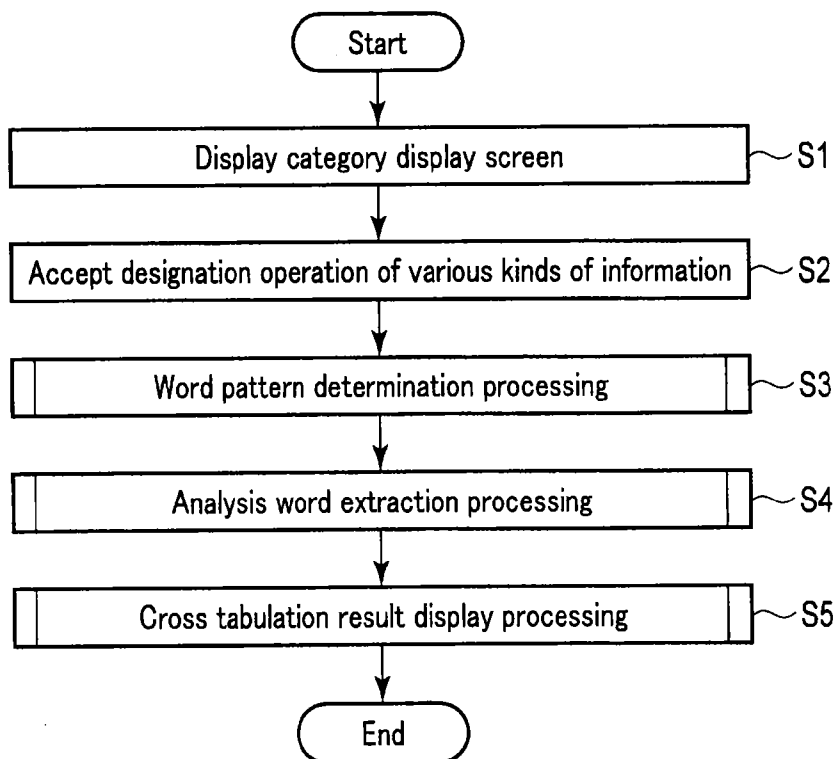 Start
Display category display screen
S1
Accept designation operation of various kinds of information
S2
Word pattern determination processing
S3
Analysis word extraction processing
S4
Cross tabulation result display processing
S5
End